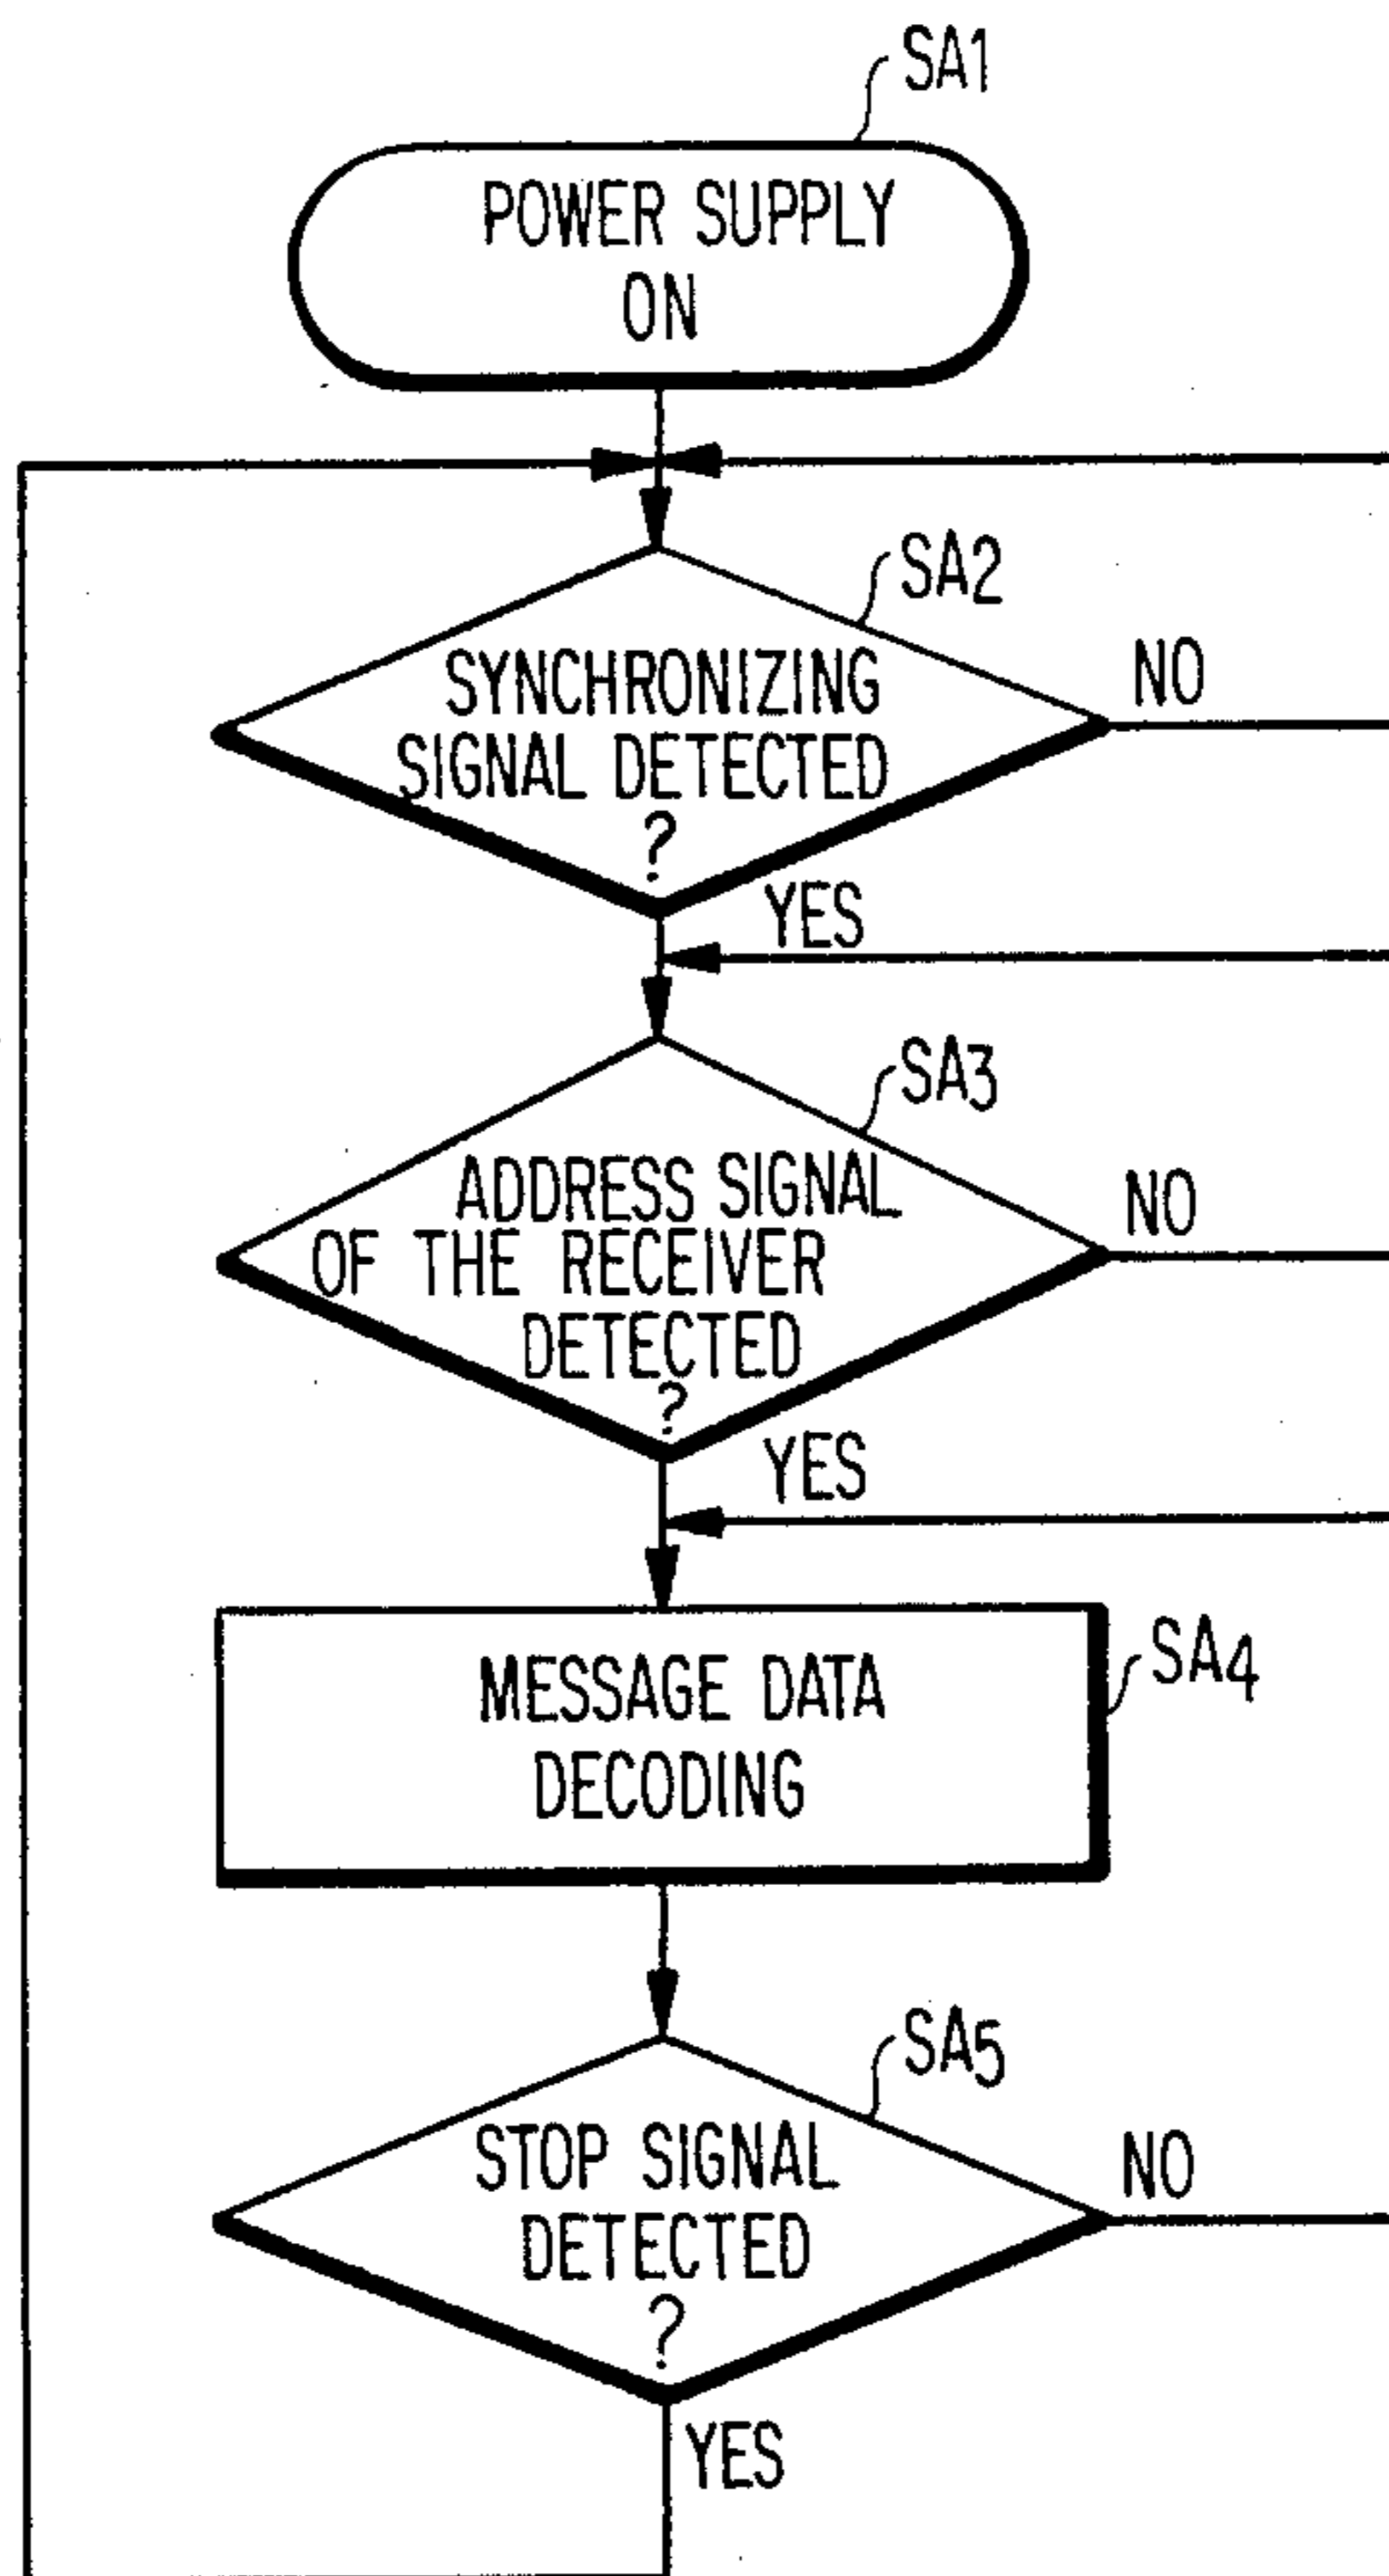 SA1
POWER SUPPLY
ON
SA2
SYNCHRONIZING
SIGNAL DETECTED
?
NO
YES
SA3
ADDRESS SIGNAL
OF THE RECEIVER
DETECTED
?
NO
YES
SA4
MESSAGE DATA
DECODING
SA5
STOP SIGNAL
DETECTED
?
NO
YES